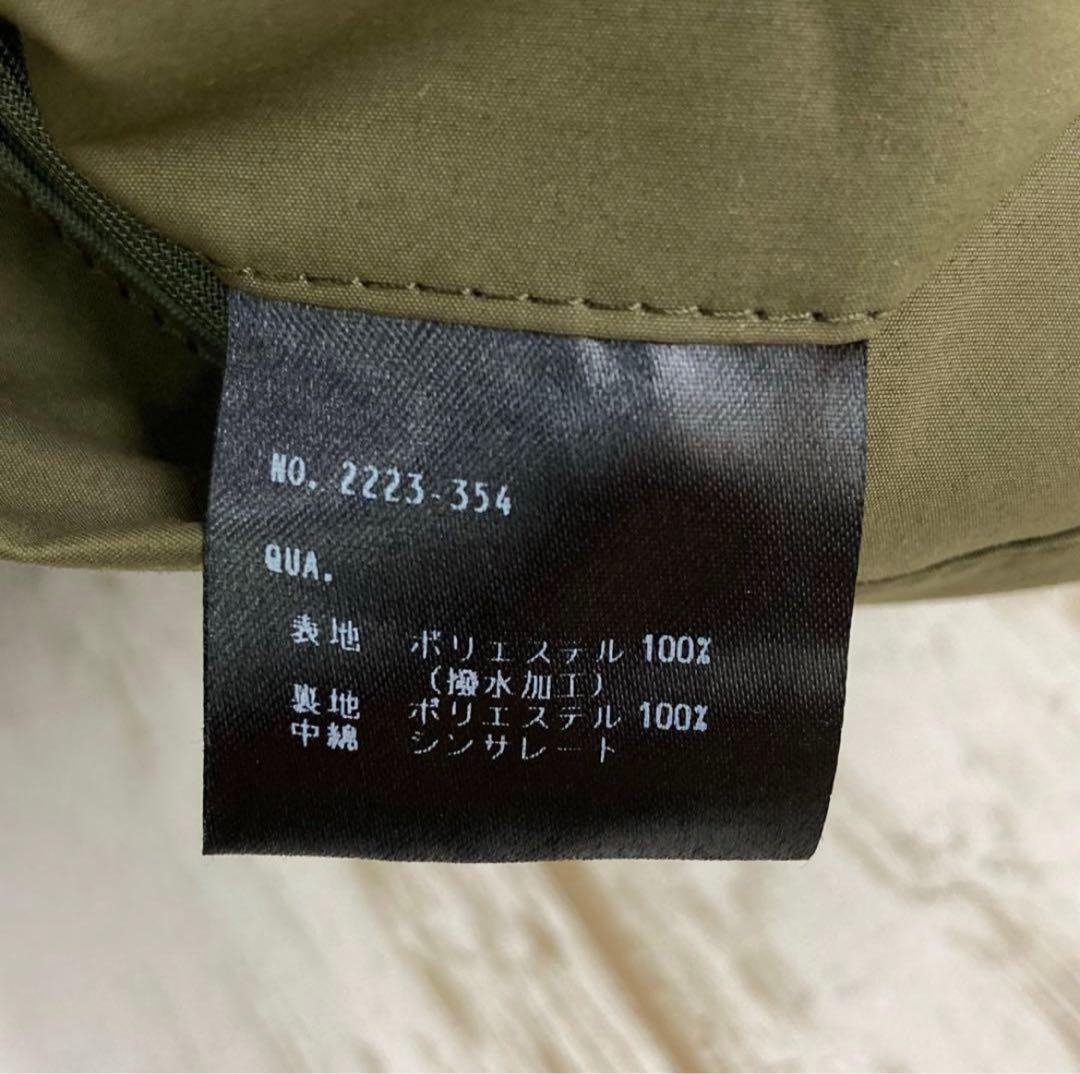 NO. 2223-354
QUA.
表地 ポリエステル 100%
(撥水加工)
裏地 ポリエステル 100%
中綿 シンサレート